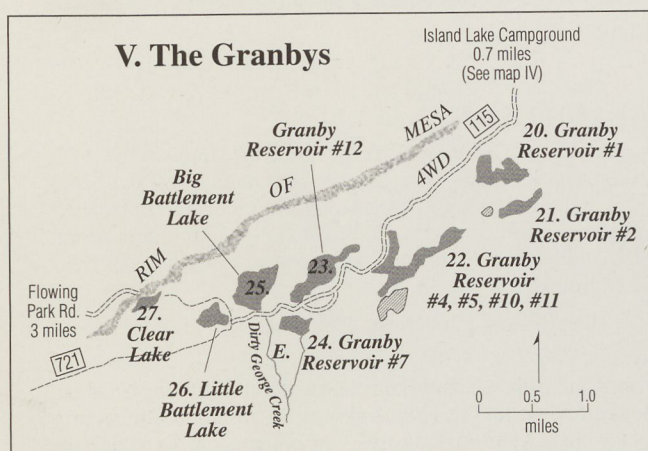 V. The Granbys
Island Lake Campground
0.7 miles
(See map IV)
115
MESA
OF
RIM
4WD
Granby
Reservoir #12
Big
Battlement
Lake
20. Granby
Reservoir #1
21. Granby
Reservoir #2
22. Granby
Reservoir
#4, #5, #10, #11
23.
25.
Flowing
Park Rd.
3 miles
27.
Clear
Lake
721
26. Little
Battlement
Lake
Dirty George Creek
E.
24. Granby
Reservoir #7
0 0.5 1.0
miles